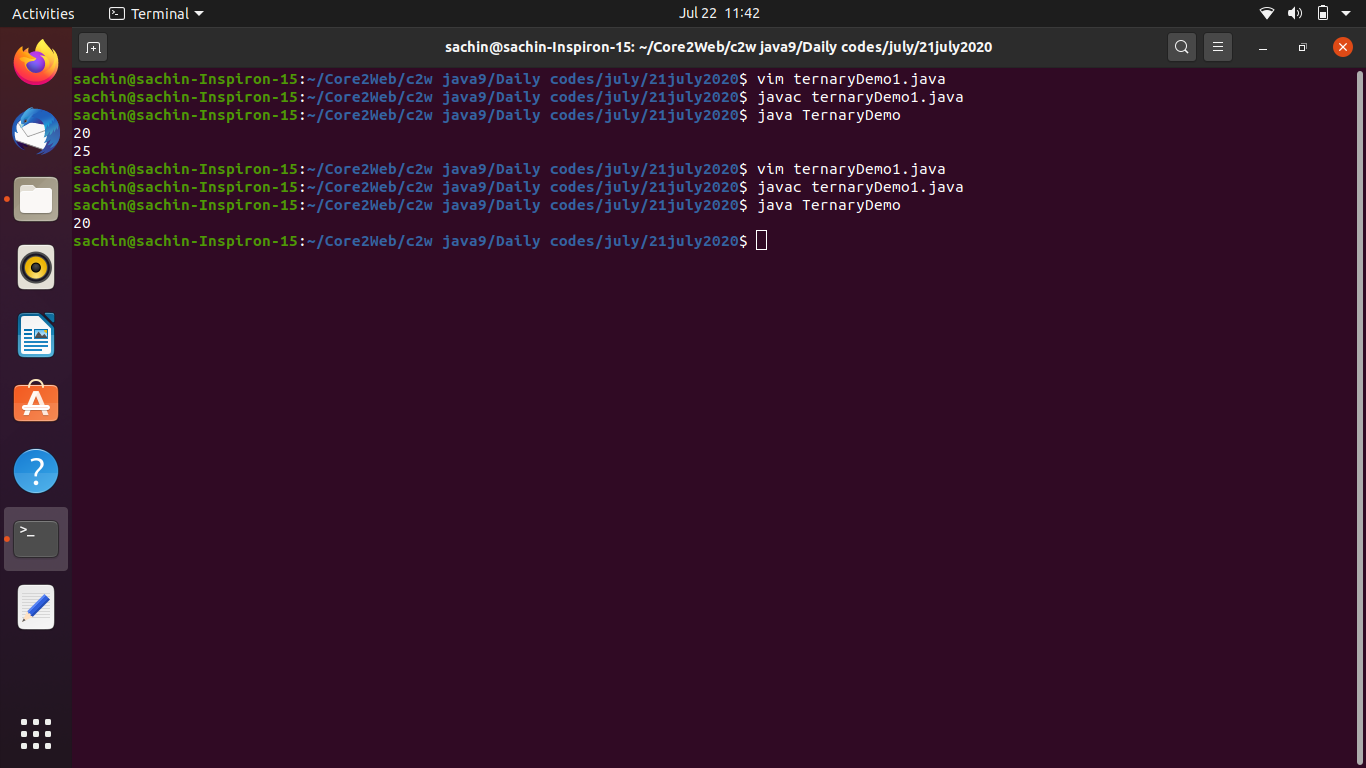 Activities Terminal Jul 22 11:42
sachin@sachin-Inspiron-15: ~/Core2Web/c2w java9/Daily codes/july/21july2020
sachin@sachin-Inspiron-15:~/Core2Web/c2w java9/Daily codes/july/21july2020$ vim ternaryDemo1.java
sachin@sachin-Inspiron-15:~/Core2Web/c2w java9/Daily codes/july/21july2020$ javac ternaryDemo1.java
sachin@sachin-Inspiron-15:~/Core2Web/c2w java9/Daily codes/july/21july2020$ java TernaryDemo
20
25
sachin@sachin-Inspiron-15:~/Core2Web/c2w java9/Daily codes/july/21july2020$ vim ternaryDemo1.java
sachin@sachin-Inspiron-15:~/Core2Web/c2w java9/Daily codes/july/21july2020$ javac ternaryDemo1.java
sachin@sachin-Inspiron-15:~/Core2Web/c2w java9/Daily codes/july/21july2020$ java TernaryDemo
20
sachin@sachin-Inspiron-15:~/Core2Web/c2w java9/Daily codes/july/21july2020$